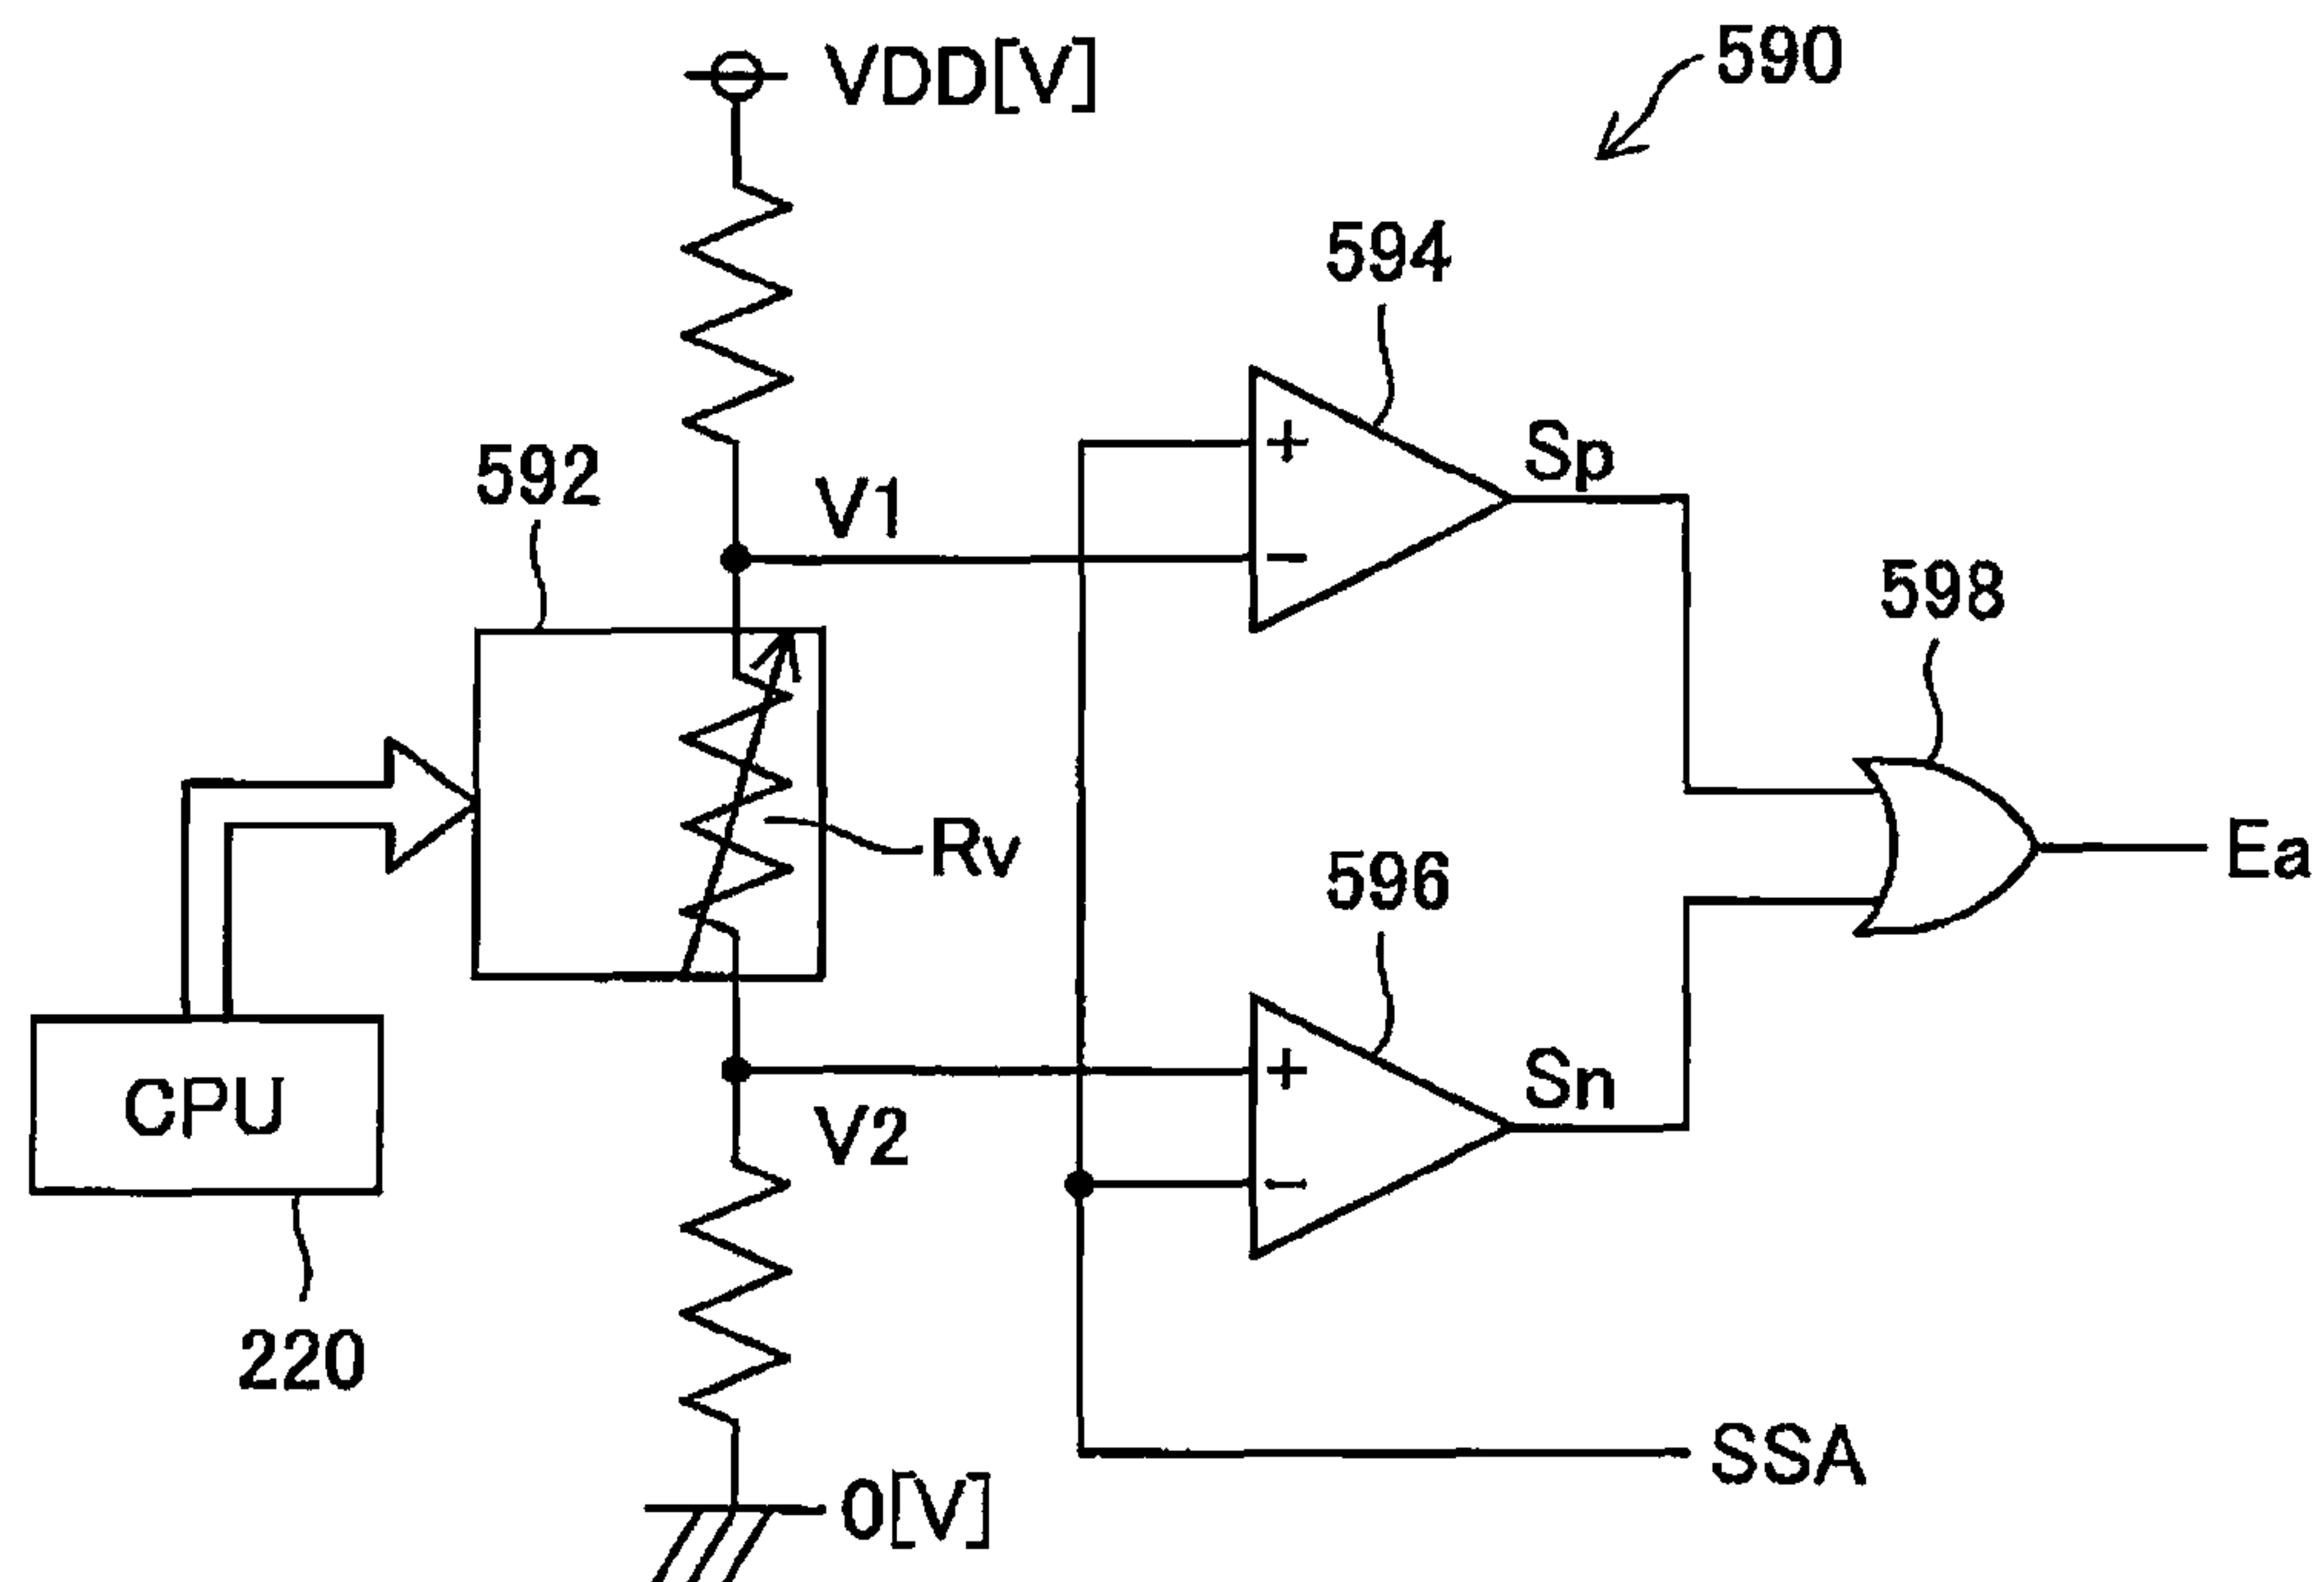 VDD[V]
590
594
Sp
592
V1
+
−
598
Rv
Ea
596
Sn
+
−
CPU
V2
220
SSA
0[V]